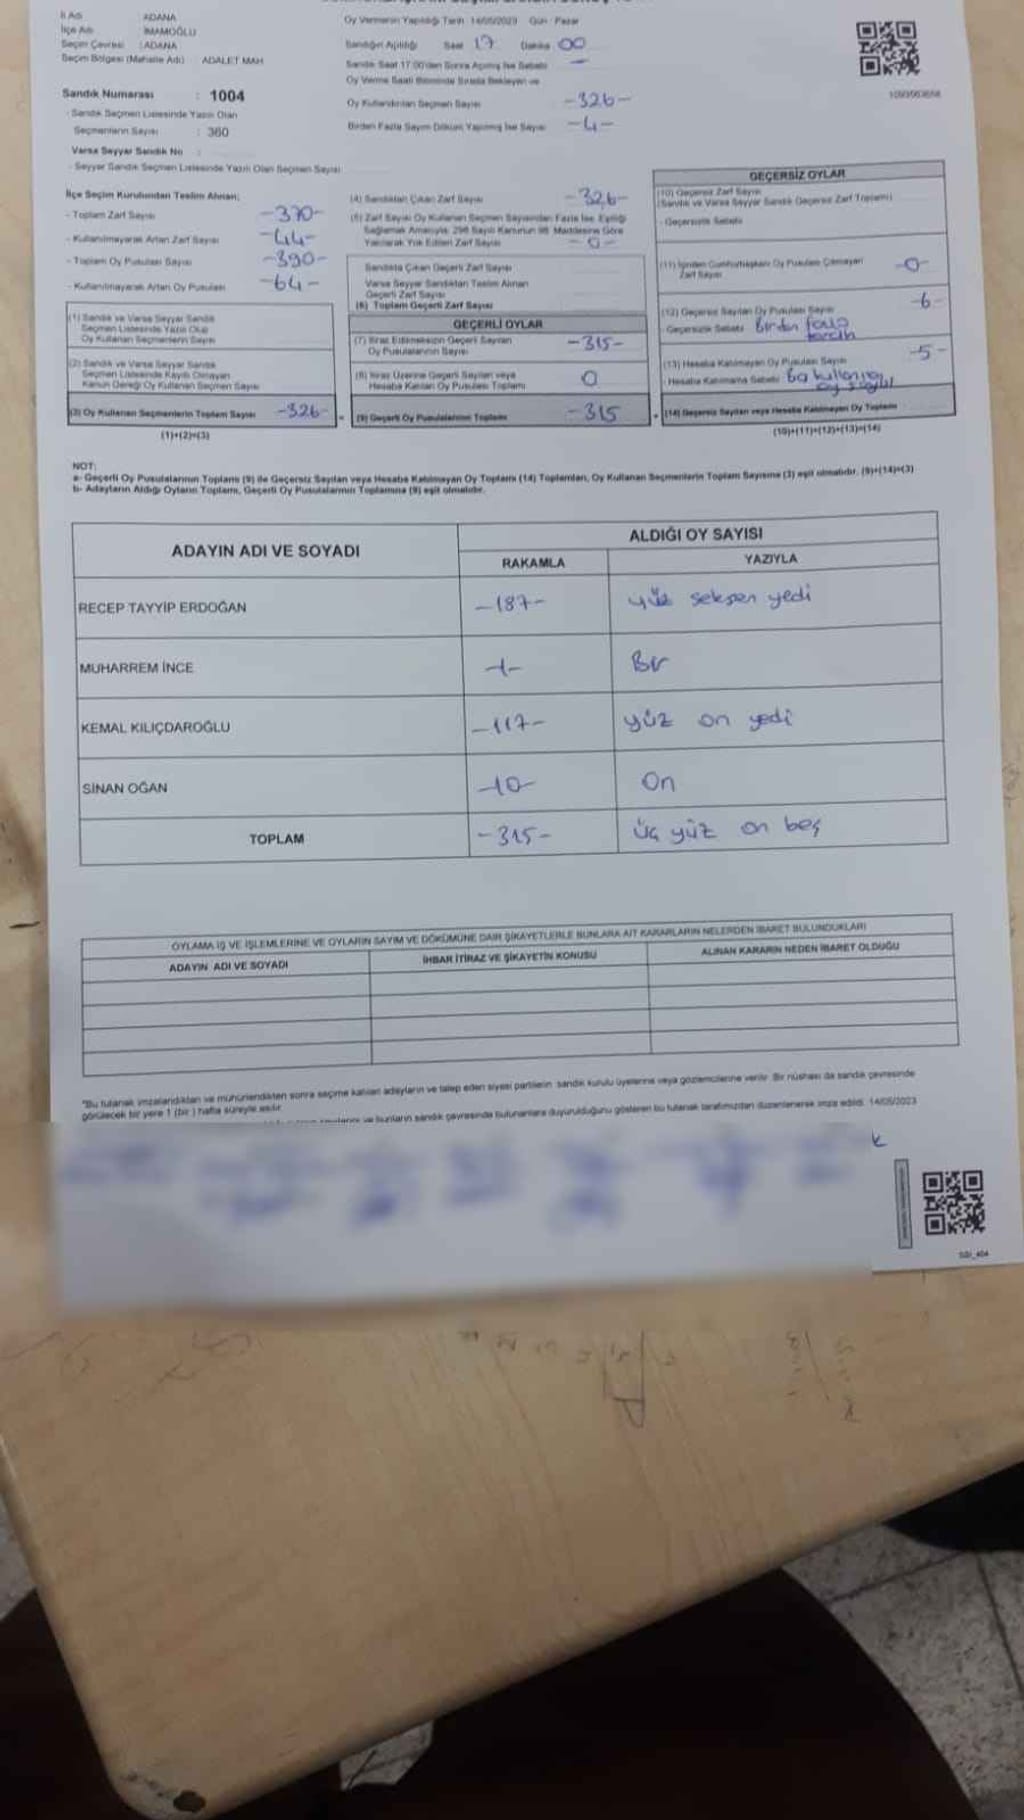 İl Adı ADANA
İlçe Adı İMAMOĞLU
Seçim Çevresi : ADANA
Seçim Bölgesi (Mahalle Adı) ADALET MAH
Sandık Numarası : 1004
- Sandık Seçmen Listesinde Yazılı Olan
Seçmenlerin Sayısı : 360
Varsa Seyyar Sandık No :
- Seyyar Sandık Seçmen Listesinde Yazılı Olan Seçmen Sayısı
Oy Vermenin Yapıldığı Tarih 14/05/2023 Gün : Pazar
Sandığın Açıldığı Saat 17 Dakika 00
Sandık Saat 17:00'den Sonra Açılmış İse Sebebi -
Oy Verme Saati Bitiminde Sırada Bekleyen ve
Oy Kullandırılan Seçmen Sayısı -326-
Birden Fazla Sayım Döküm Yapılmış İse Sayısı -4-
İlçe Seçim Kurulundan Teslim Alınan;
- Toplam Zarf Sayısı -370-
- Kullanılmayarak Artan Zarf Sayısı -44-
- Toplam Oy Pusulası Sayısı -390-
- Kullanılmayarak Artan Oy Pusulası -64-
(1) Sandık ve Varsa Seyyar Sandık
Seçmen Listesinde Yazılı Olup
Oy Kullanan Seçmenlerin Sayısı
(2) Sandık ve Varsa Seyyar Sandık
Seçmen Listesinde Kayıtlı Olmayan
Kanun Gereği Oy Kullanan Seçmen Sayısı
(3) Oy Kullanan Seçmenlerin Toplam Sayısı -326-
(1)+(2)=(3)
(4) Sandıktan Çıkan Zarf Sayısı -326-
(5) Zarf Sayısı Oy Kullanan Seçmen Sayısından Fazla İse, Eşitliği
Sağlamak Amacıyla, 298 Sayılı Kanunun 98. Maddesine Göre
Yakılarak Yok Edilen Zarf Sayısı -0-
Sandıkta Çıkan Geçerli Zarf Sayısı
Varsa Seyyar Sandıktan Teslim Alınan
Geçerli Zarf Sayısı
(6) Toplam Geçerli Zarf Sayısı
GEÇERLİ OYLAR
(7) İtiraz Edilmeksizin Geçerli Sayılan
Oy Pusulalarının Sayısı -315-
(8) İtiraz Üzerine Geçerli Sayılan veya
Hesaba Katılan Oy Pusulası Toplamı 0
(9) Geçerli Oy Pusulalarının Toplamı -315
GEÇERSİZ OYLAR
(10) Geçersiz Zarf Sayısı
(Sandık ve Varsa Seyyar Sandık Geçersiz Zarf Toplamı)
- Geçersizlik Sebebi
(11) İçinden Cumhurbaşkanı Oy Pusulası Çıkmayan
Zarf Sayısı -0-
(12) Geçersiz Sayılan Oy Pusulası Sayısı -6-
- Geçersizlik Sebebi Birden fazla
tercih
(13) Hesaba Katılmayan Oy Pusulası Sayısı -5-
- Hesaba Katılmama Sebebi
(14) Geçersiz Sayılan veya Hesaba Katılmayan Oy Toplamı
(10)+(11)+(12)+(13)=(14)
NOT:
a- Geçerli Oy Pusulalarının Toplamı (9) ile Geçersiz Sayılan veya Hesaba Katılmayan Oy Toplamı (14) Toplamları, Oy Kullanan Seçmenlerin Toplam Sayısına (3) eşit olmalıdır. (9)+(14)=(3)
b- Adayların Aldığı Oyların Toplamı, Geçerli Oy Pusulalarının Toplamına (9) eşit olmalıdır.
ADAYIN ADI VE SOYADI ALDIĞI OY SAYISI
RAKAMLA YAZIYLA
RECEP TAYYİP ERDOĞAN -187- yüz seksen yedi
MUHARREM İNCE -1- Bir
KEMAL KILIÇDAROĞLU -117- yüz on yedi
SİNAN OĞAN -10- On
TOPLAM -315- üç yüz on beş
OYLAMA İŞ VE İŞLEMLERİNE VE OYLARIN SAYIM VE DÖKÜMÜNE DAİR ŞİKAYETLERLE BUNLARA AİT KARARLARIN NELERDEN İBARET BULUNDUKLARI
ADAYIN ADI VE SOYADI İHBAR İTİRAZ VE ŞİKAYETİN KONUSU ALINAN KARARIN NEDEN İBARET OLDUĞU
"Bu tutanak imzalandıktan ve mühürlendikten sonra seçime katılan adayların ve talep eden siyasi partilerin sandık kurulu üyelerine veya gözlemcilerine verilir. Bir nüshası da sandık çevresinde
görülecek bir yere 1 (bir ) hafta süreyle asılır.
ve bunların sandık çevresinde bulunanlara duyurulduğunu gösteren bu tutanak tarafımızdan düzenlenerek imza edildi. 14/05/2023